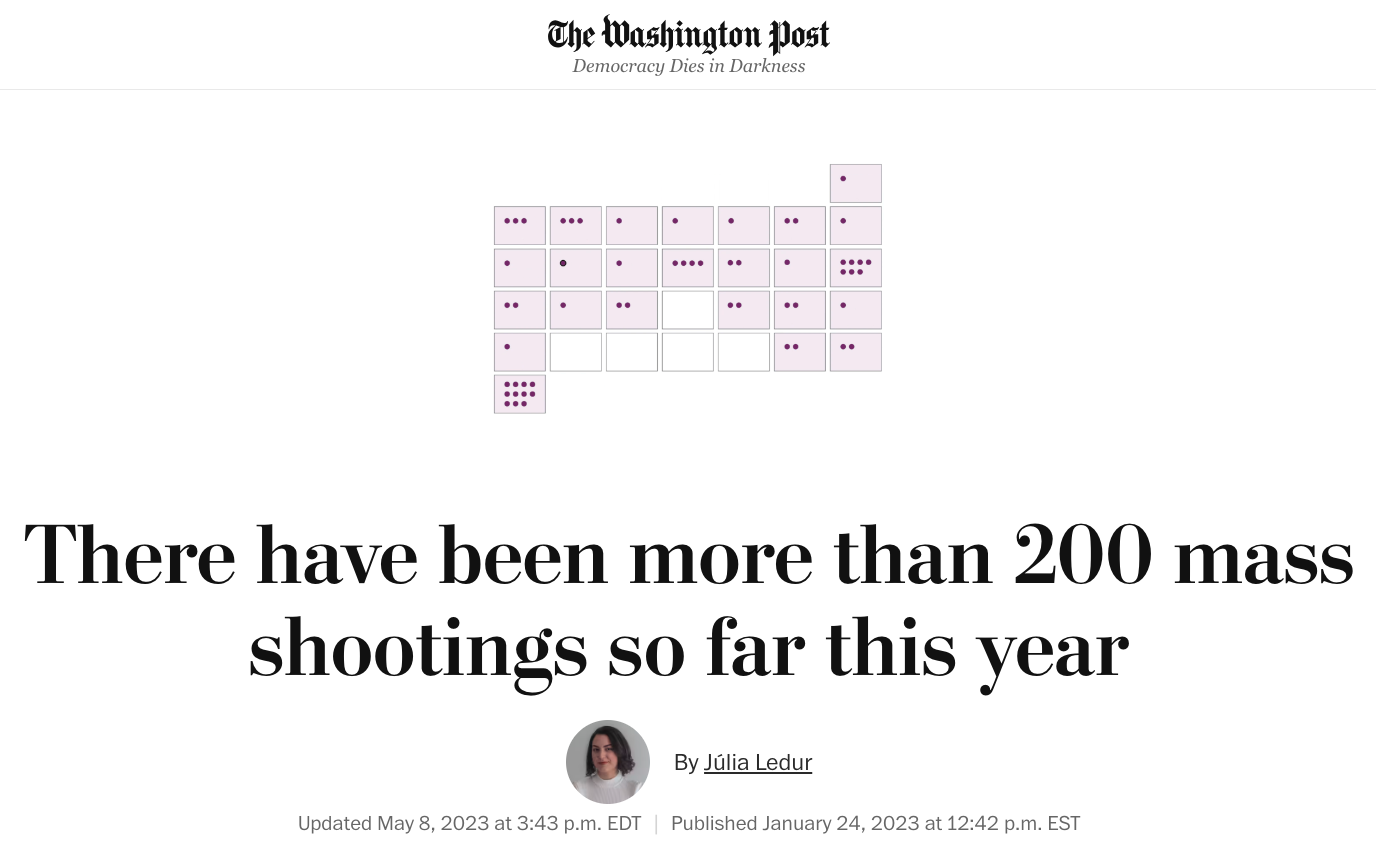 The Washington Post
Democracy Dies in Darkness
There have been more than 200 mass
shootings so far this year
By Júlia Ledur
Updated May 8, 2023 at 3:43 p.m. EDT | Published January 24, 2023 at 12:42 p.m. EST